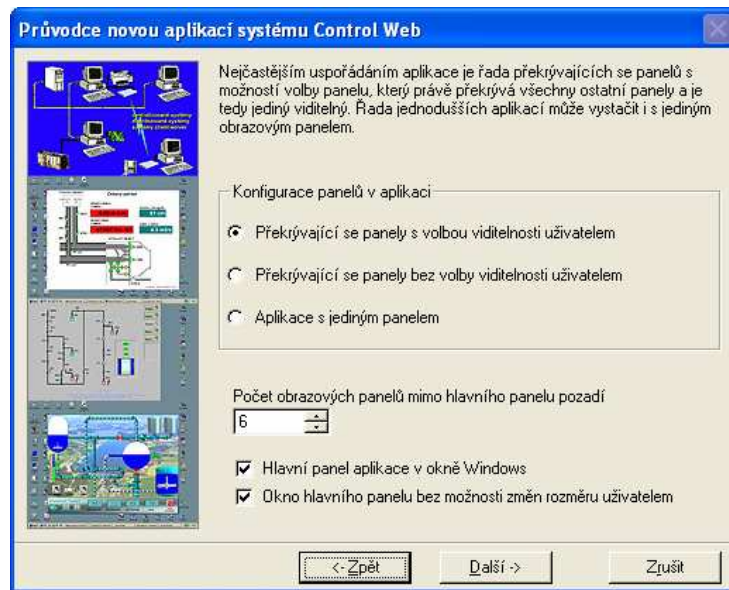 Průvodce novou aplikací systému Control Web
Nejčastějším uspořádáním aplikace je řada překrývajících se panelů s
možností volby panelu, který právě překrývá všechny ostatní panely a je
tedy jediný viditelný. Řada jednodušších aplikací může vystačit i s jediným
obrazovým panelem.
Konfigurace panelů v aplikaci
Překrývající se panely s volbou viditelnosti uživatelem
Překrývající se panely bez volby viditelnosti uživatelem
Aplikace s jediným panelem
Počet obrazových panelů mimo hlavního panelu pozadí
6
Hlavní panel aplikace v okně Windows
Okno hlavního panelu bez možnosti změn rozměru uživatelem
<- Zpět
Další ->
Zrušit